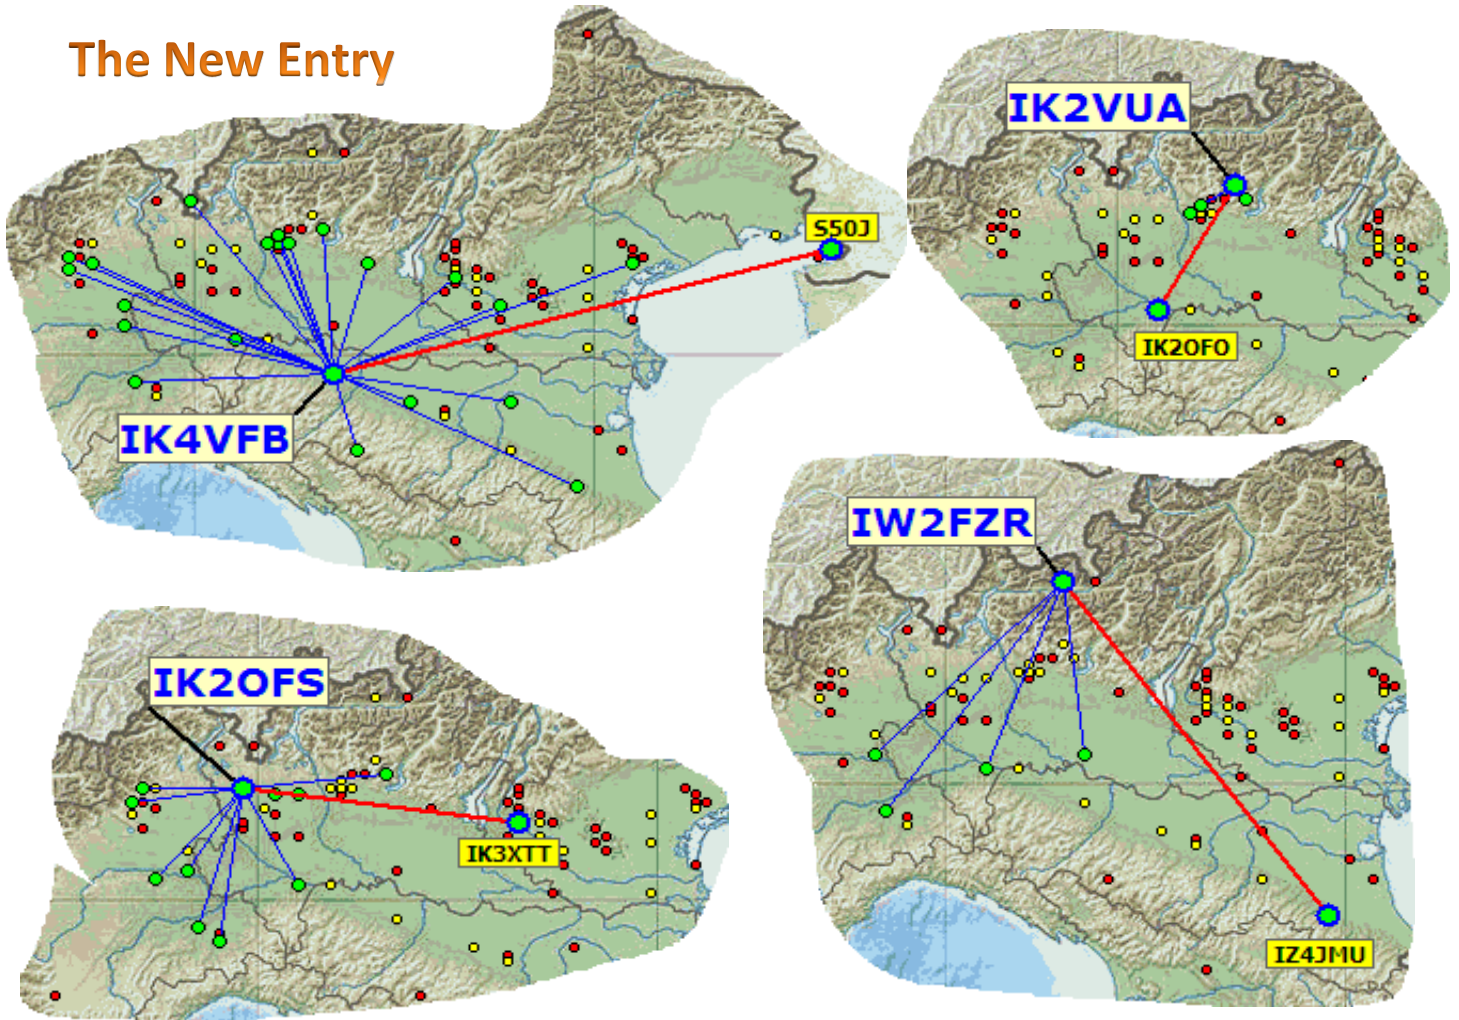 The New Entry
IK2VUA
S50J
IK2OFO
IK4VFB
IW2FZR
IK2OFS
IK3XTT
IZ4JMU